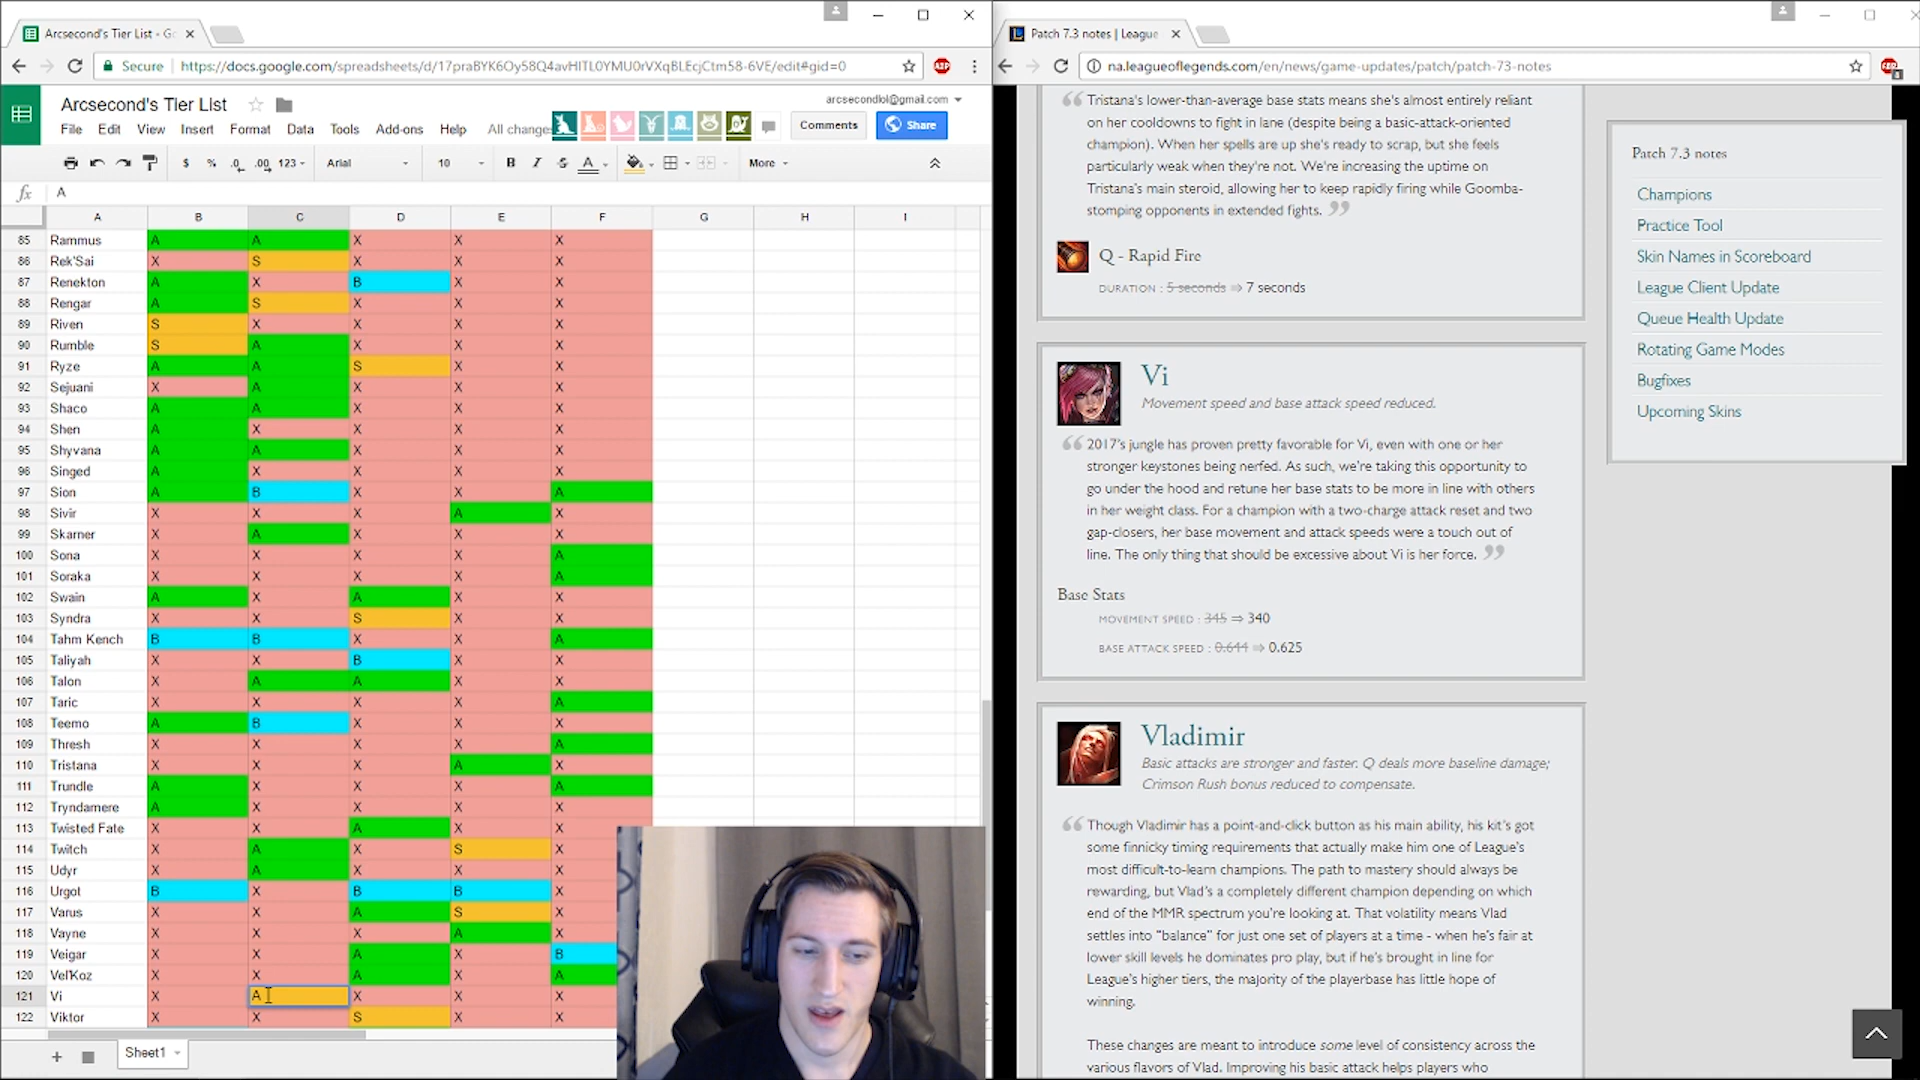 Arcsecond's Tier List - Go
Secure https://docs.google.com/spreadsheets/d/17praBYK6Oy58Q4avHITL0YMU0rVXqBLEcjCtm58-6VE/edit#gid=0
ABP
Arcsecond's Tier List
arcsecondlol@gmail.com
File Edit View Insert Format Data Tools Add-ons Help All change
Comments Share
$ % .0 .00 123 Arial 10 B I S A More
fx A
A B C D E F G H I
85 Rammus A A X X X
86 Rek'Sai X S X X X
87 Renekton A X B X X
88 Rengar A S X X X
89 Riven S X X X X
90 Rumble S A X X X
91 Ryze A A S X X
92 Sejuani X A X X X
93 Shaco A A X X X
94 Shen A X X X X
95 Shyvana A A X X X
96 Singed A X X X X
97 Sion A B X X A
98 Sivir X X X A X
99 Skarner X A X X X
100 Sona X X X X A
101 Soraka X X X X A
102 Swain A X A X X
103 Syndra X X S X X
104 Tahm Kench B B X X A
105 Taliyah X X B X X
106 Talon X A A X X
107 Taric X X X X A
108 Teemo A B X X X
109 Thresh X X X X A
110 Tristana X X X A X
111 Trundle A X X X A
112 Tryndamere A X X X X
113 Twisted Fate X X A X X
114 Twitch X A X S X
115 Udyr X A X X X
116 Urgot B X B B X
117 Varus X X A S X
118 Vayne X X X A X
119 Veigar X X A X B
120 Vel'Koz X X A X A
121 Vi X A X X X
122 Viktor X X S X X
Sheet1
Patch 7.3 notes | League
na.leagueoflegends.com/en/news/game-updates/patch/patch-73-notes
Tristana's lower-than-average base stats means she's almost entirely reliant
on her cooldowns to fight in lane (despite being a basic-attack-oriented
champion). When her spells are up she's ready to scrap, but she feels
particularly weak when they're not. We're increasing the uptime on
Tristana's main steroid, allowing her to keep rapidly firing while Goomba-
stomping opponents in extended fights.
Q - Rapid Fire
DURATION : 5 seconds ⇒ 7 seconds
Vi
Movement speed and base attack speed reduced.
2017's jungle has proven pretty favorable for Vi, even with one or her
stronger keystones being nerfed. As such, we're taking this opportunity to
go under the hood and retune her base stats to be more in line with others
in her weight class. For a champion with a two-charge attack reset and two
gap-closers, her base movement and attack speeds were a touch out of
line. The only thing that should be excessive about Vi is her force.
Base Stats
MOVEMENT SPEED : 345 ⇒ 340
BASE ATTACK SPEED : 0.644 ⇒ 0.625
Vladimir
Basic attacks are stronger and faster. Q deals more baseline damage;
Crimson Rush bonus reduced to compensate.
Though Vladimir has a point-and-click button as his main ability, his kit's got
some finnicky timing requirements that actually make him one of League's
most difficult-to-learn champions. The path to mastery should always be
rewarding, but Vlad's a completely different champion depending on which
end of the MMR spectrum you're looking at. That volatility means Vlad
settles into "balance" for just one set of players at a time - when he's fair at
lower skill levels he dominates pro play, but if he's brought in line for
League's higher tiers, the majority of the playerbase has little hope of
winning.
These changes are meant to introduce some level of consistency across the
various flavors of Vlad. Improving his basic attack helps players who
Patch 7.3 notes
Champions
Practice Tool
Skin Names in Scoreboard
League Client Update
Queue Health Update
Rotating Game Modes
Bugfixes
Upcoming Skins